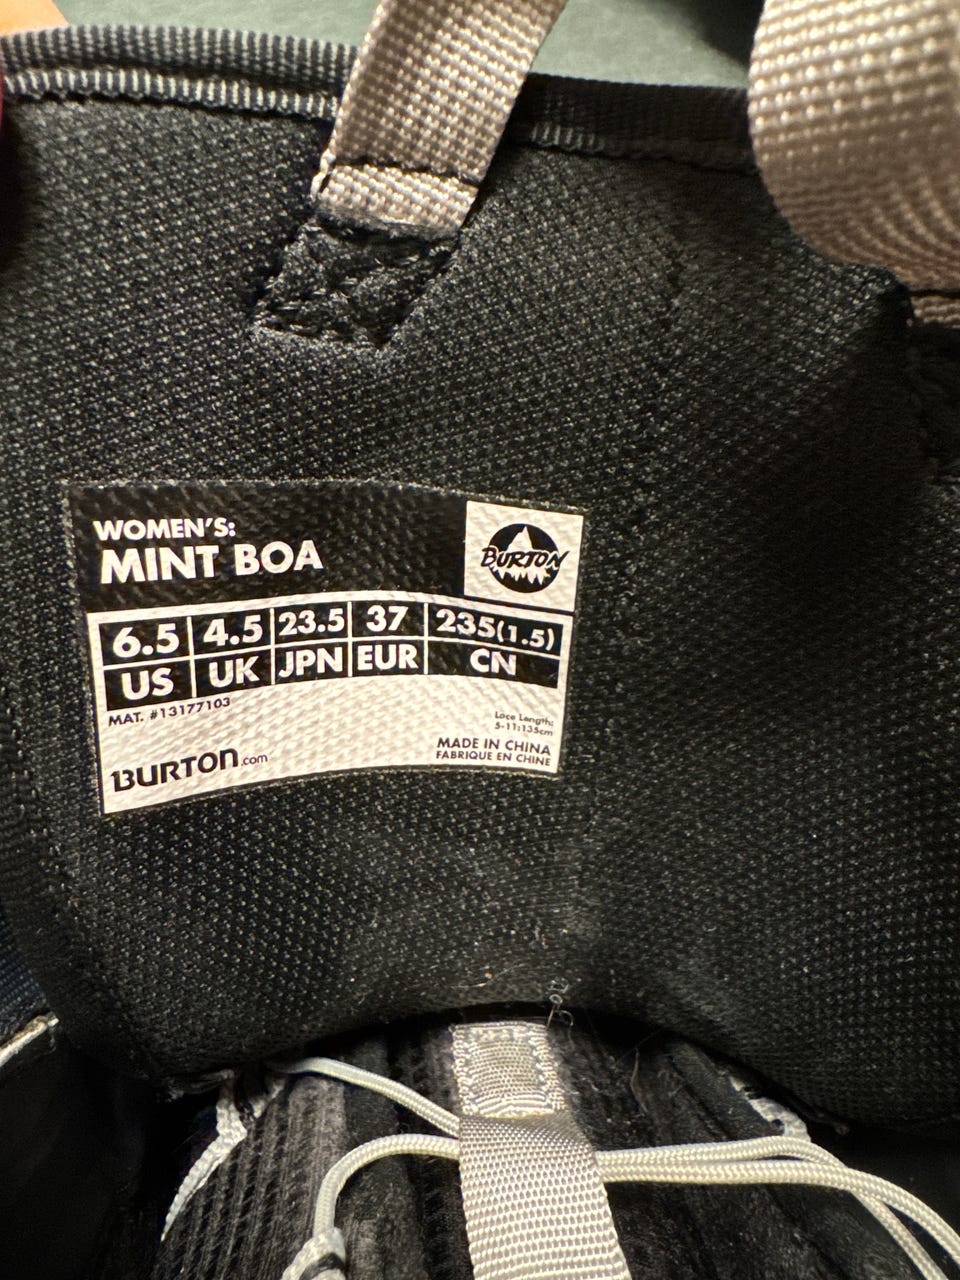 WOMEN'S:
MINT BOA
BURTON
6.5 4.5 23.5 37 235(1.5)
US UK JPN EUR CN
MAT. #13177103
Lace Length:
5-11:135cm
MADE IN CHINA
FABRIQUE EN CHINE
BURTON.com